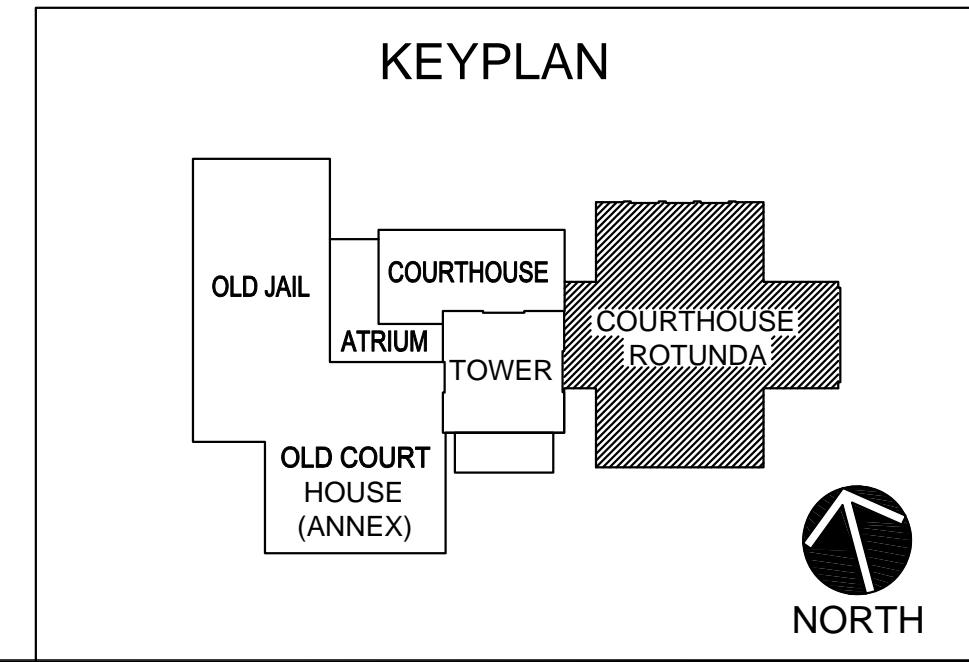 KEYPLAN
OLD JAIL
COURTHOUSE
ATRIUM
TOWER
COURTHOUSE
ROTUNDA
OLD COURT
HOUSE
(ANNEX)
NORTH